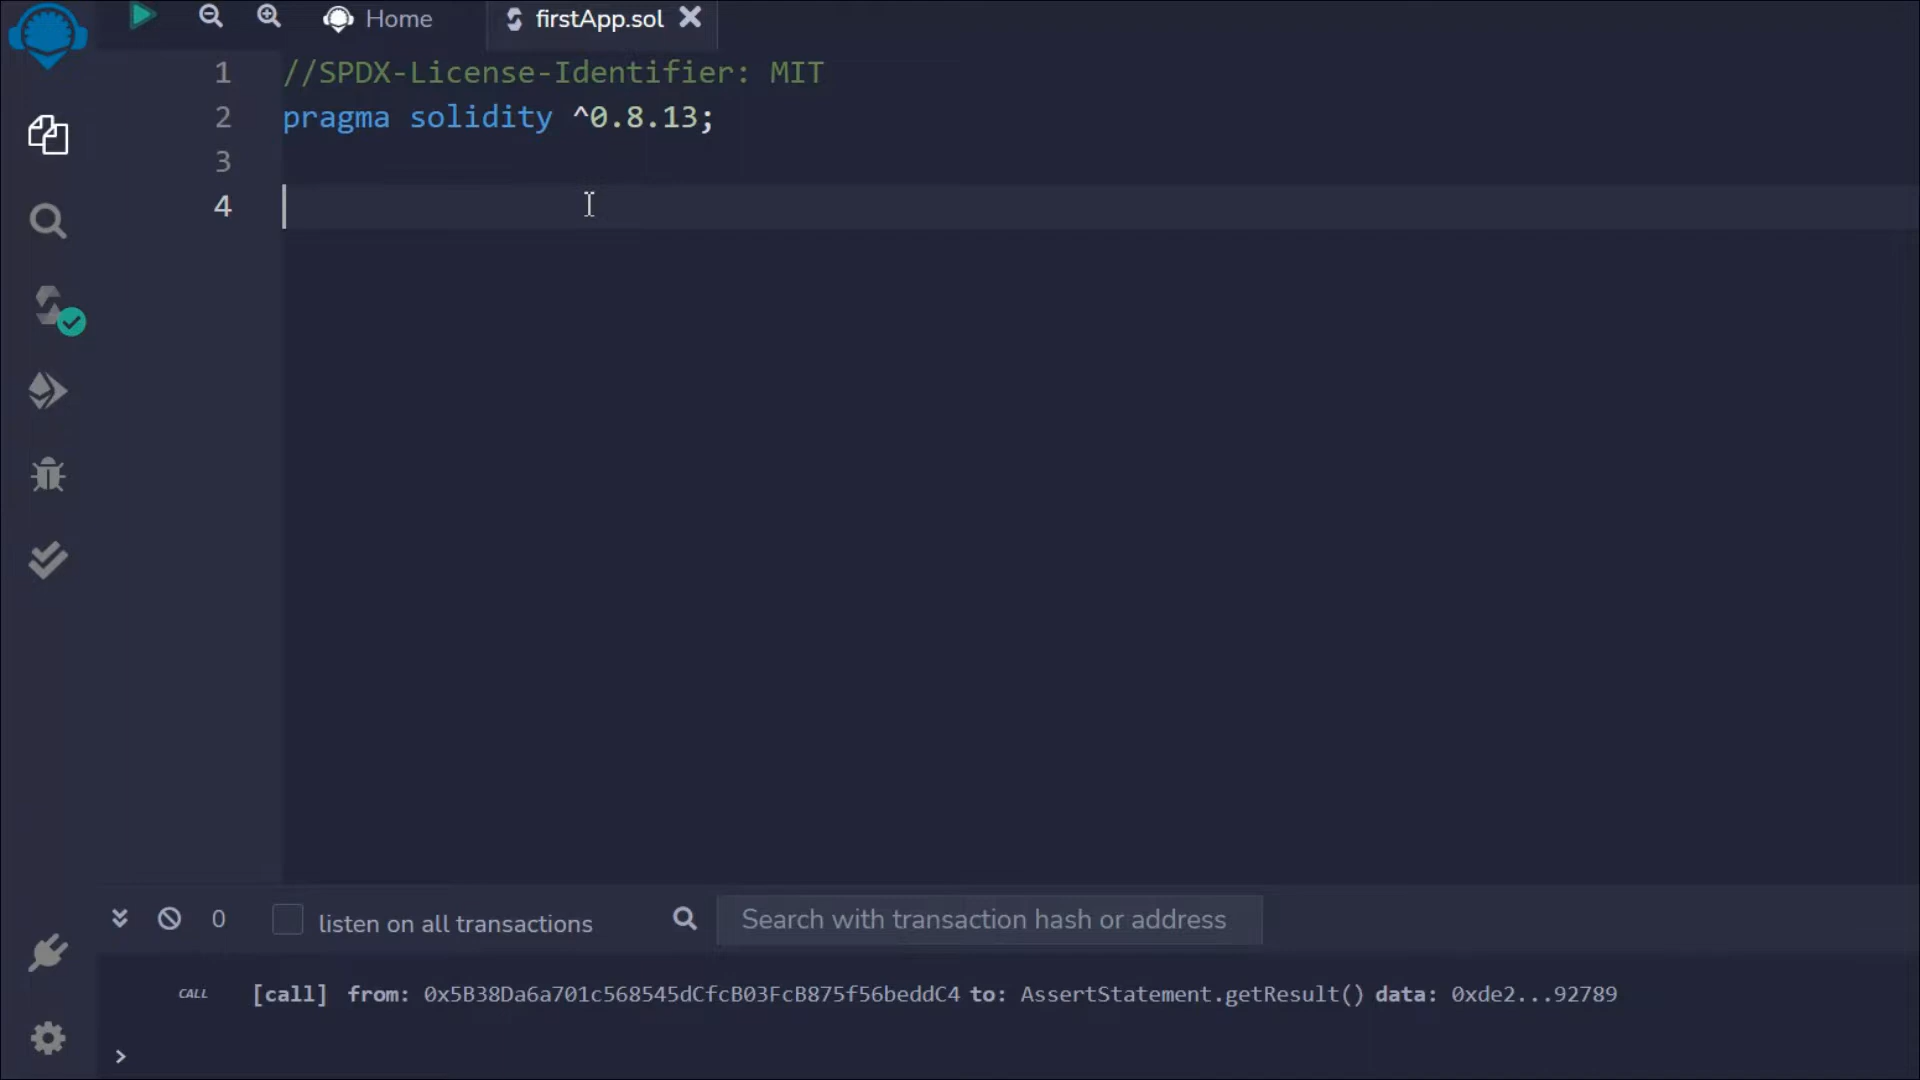 Home
firstApp.sol
1 //SPDX-License-Identifier: MIT
2 pragma solidity ^0.8.13;
3
4
0
listen on all transactions
Search with transaction hash or address
CALL [call] from: 0x5B38Da6a701c568545dCfcB03FcB875f56beddC4 to: AssertStatement.getResult() data: 0xde2...92789
>